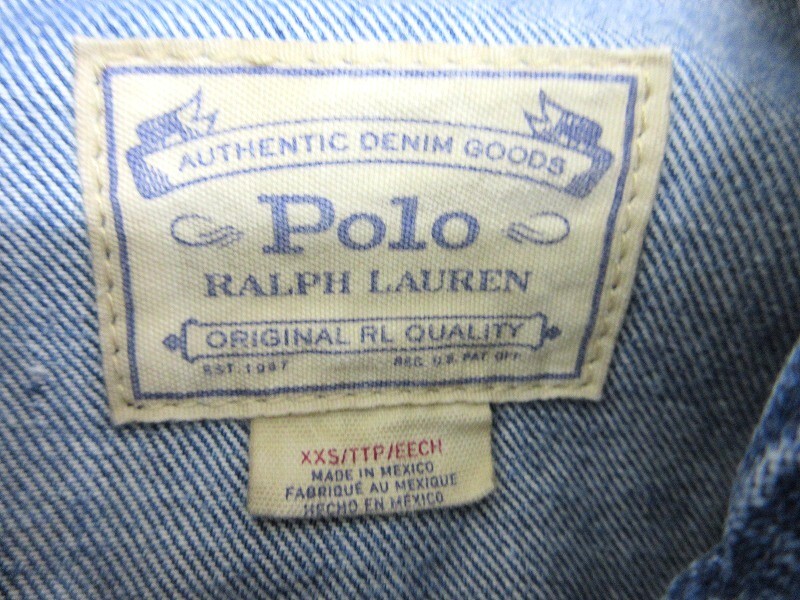 AUTHENTIC DENIM GOODS
Polo
RALPH LAUREN
ORIGINAL RL QUALITY
EST. 1967 REG. U.S. PAT OFF.
XXS/TTP/EECH
MADE IN MEXICO
FABRIQUÉ AU MEXIQUE
HECHO EN MÉXICO